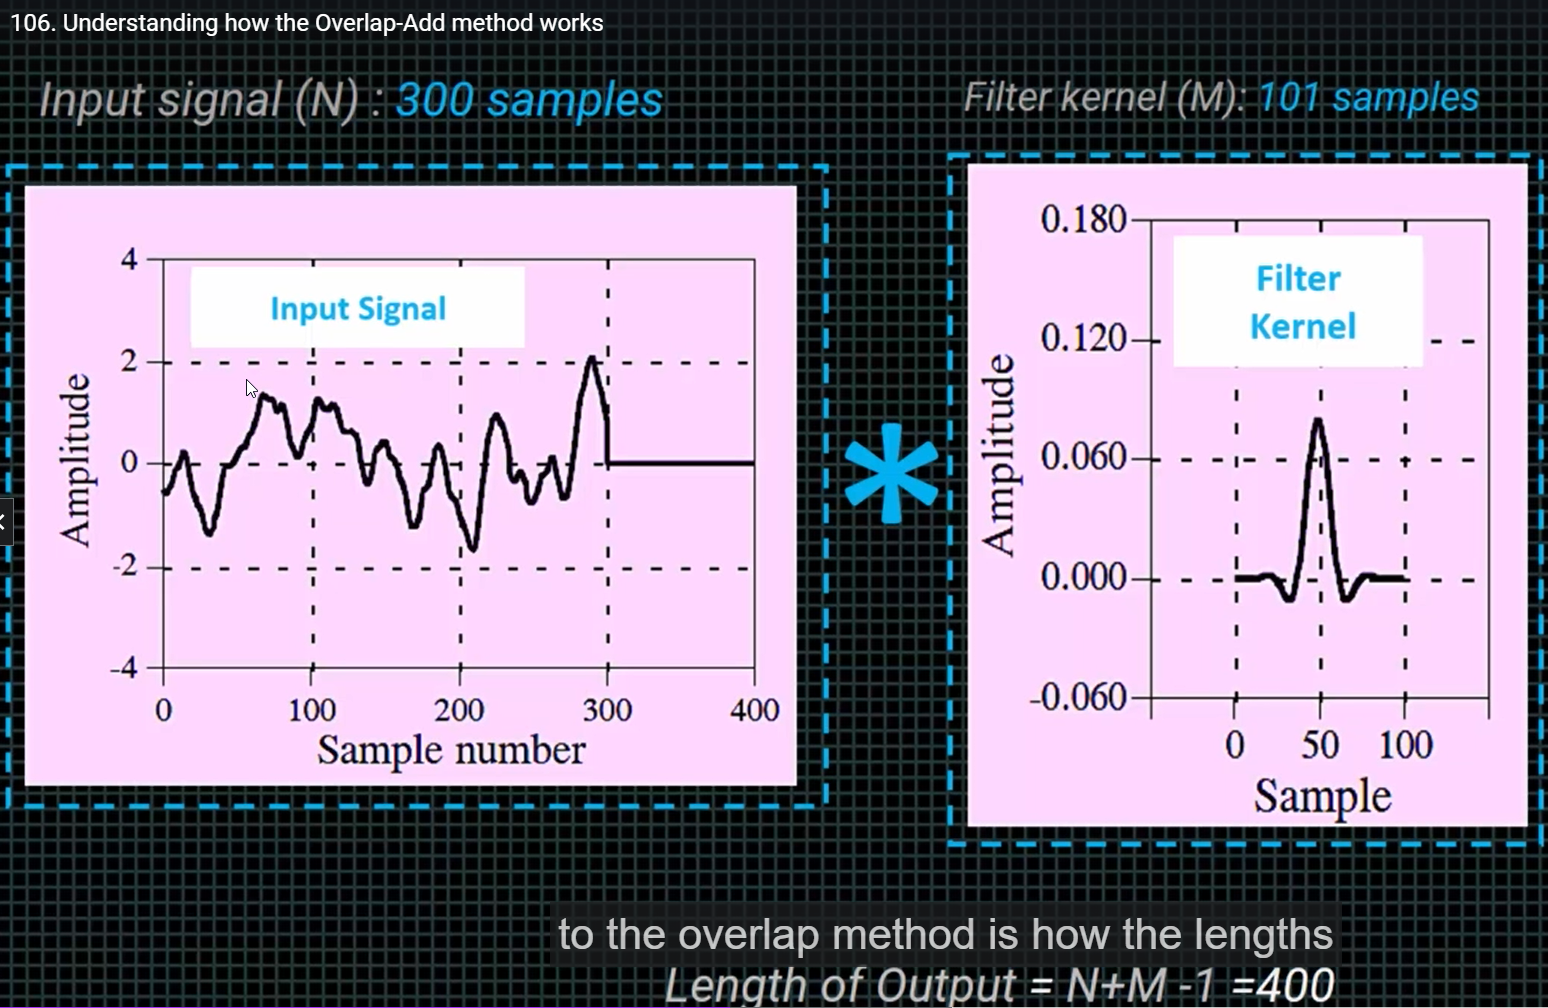 106. Understanding how the Overlap-Add method works
Input signal (N) : 300 samples
Filter kernel (M): 101 samples
Input Signal
Amplitude
4
2
0
-2
-4
0 100 200 300 400
Sample number
*
Filter
Kernel
Amplitude
0.180
0.120
0.060
0.000
-0.060
0 50 100
Sample
to the overlap method is how the lengths
Length of Output = N+M -1 =400